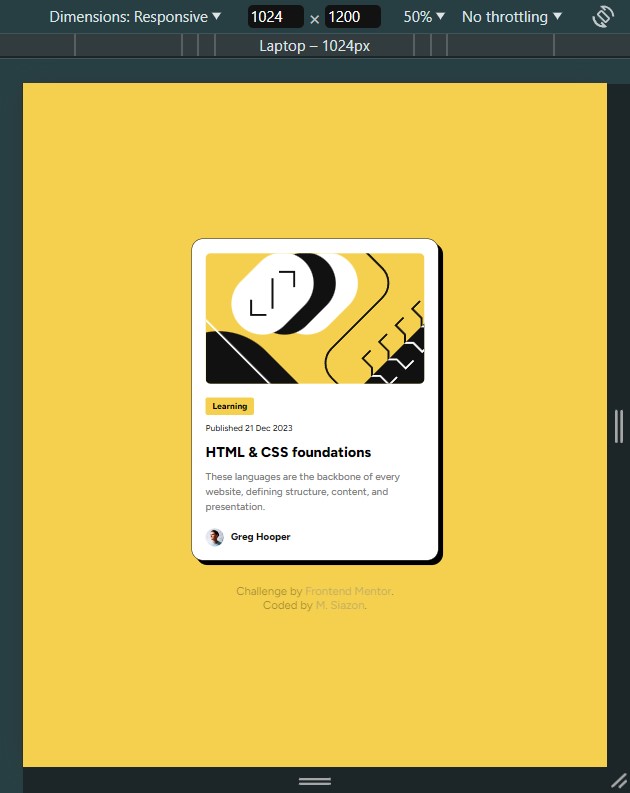 Dimensions: Responsive ▼ 1024 × 1200 50% ▼ No throttling ▼
Laptop – 1024px
Learning
Published 21 Dec 2023
HTML & CSS foundations
These languages are the backbone of every
website, defining structure, content, and
presentation.
Greg Hooper
Challenge by Frontend Mentor.
Coded by M. Siazon.